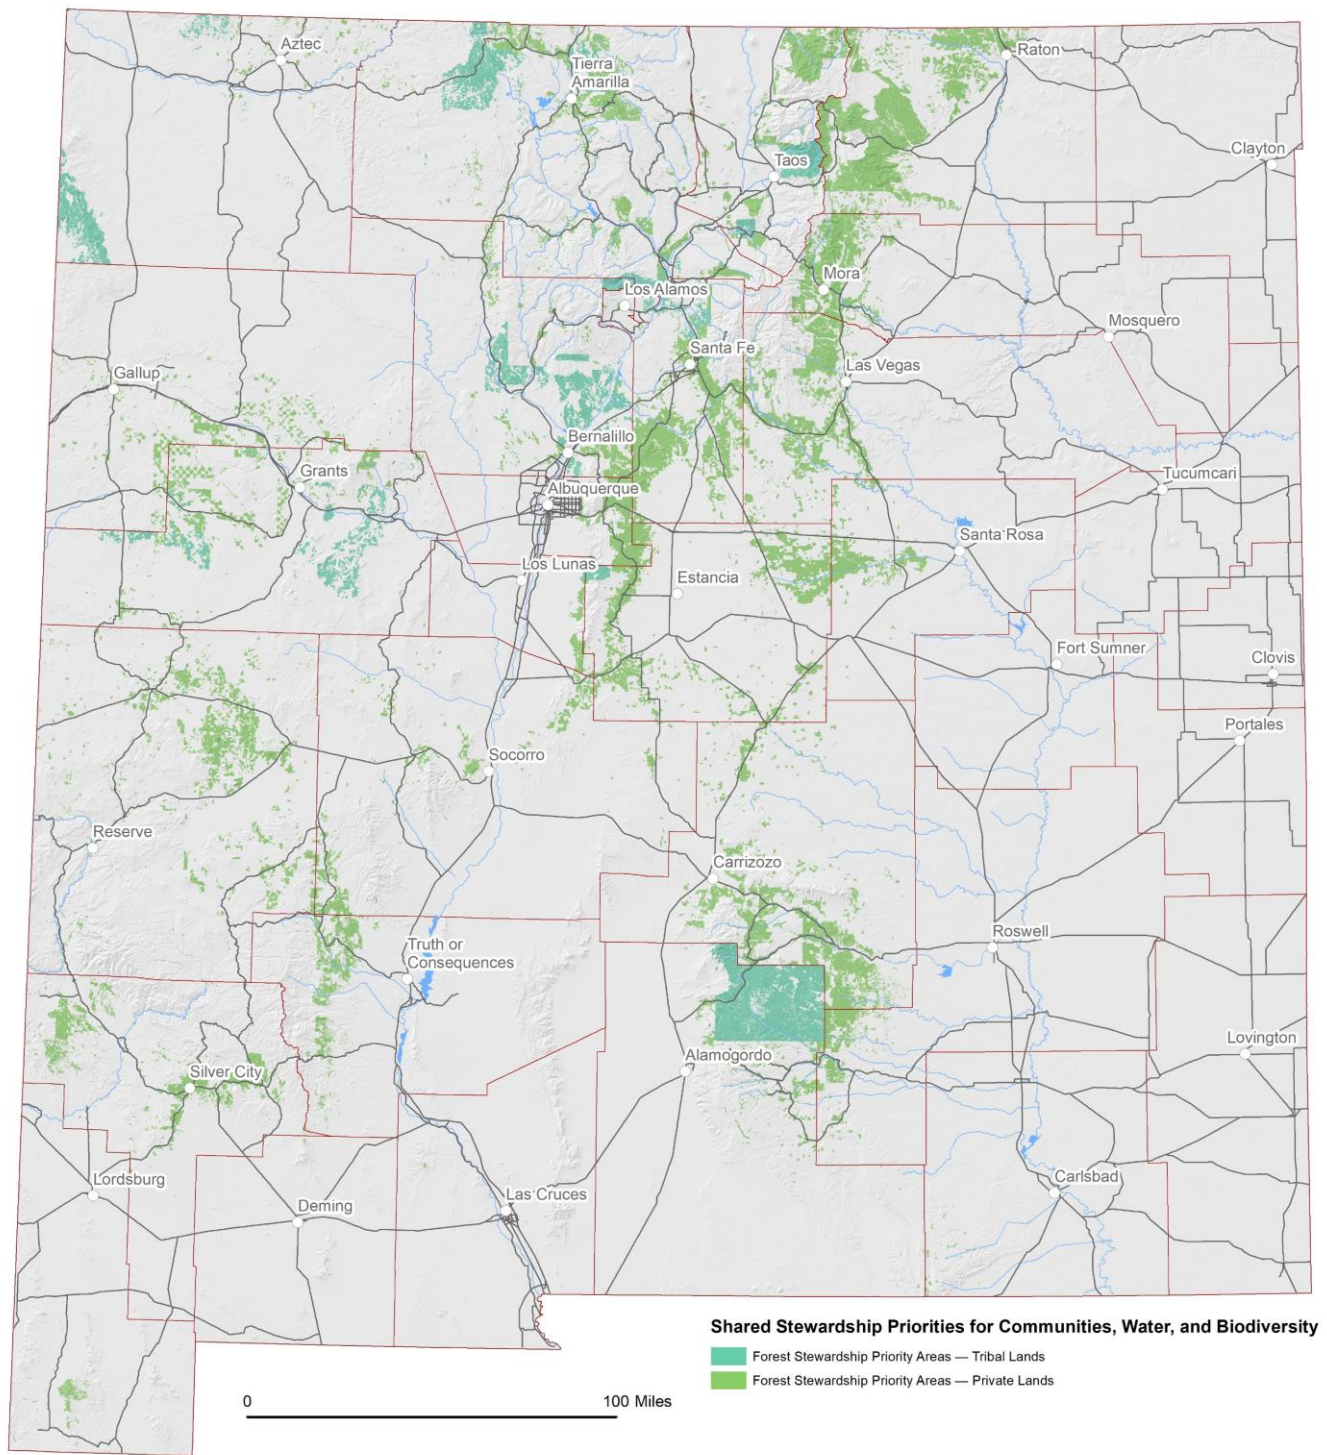 Aztec
Raton
Tierra
Amarilla
Clayton
Taos
Mora
Los Alamos
Mosquero
Santa Fe
Las Vegas
Gallup
Bernalillo
Grants
Tucumcari
Albuquerque
Santa Rosa
Los Lunas
Estancia
Fort Sumner
Clovis
Portales
Socorro
Reserve
Carrizozo
Roswell
Truth or
Consequences
Lovington
Alamogordo
Silver City
Carlsbad
Lordsburg
Las Cruces
Deming
Shared Stewardship Priorities for Communities, Water, and Biodiversity
Forest Stewardship Priority Areas — Tribal Lands
Forest Stewardship Priority Areas — Private Lands
0 100 Miles